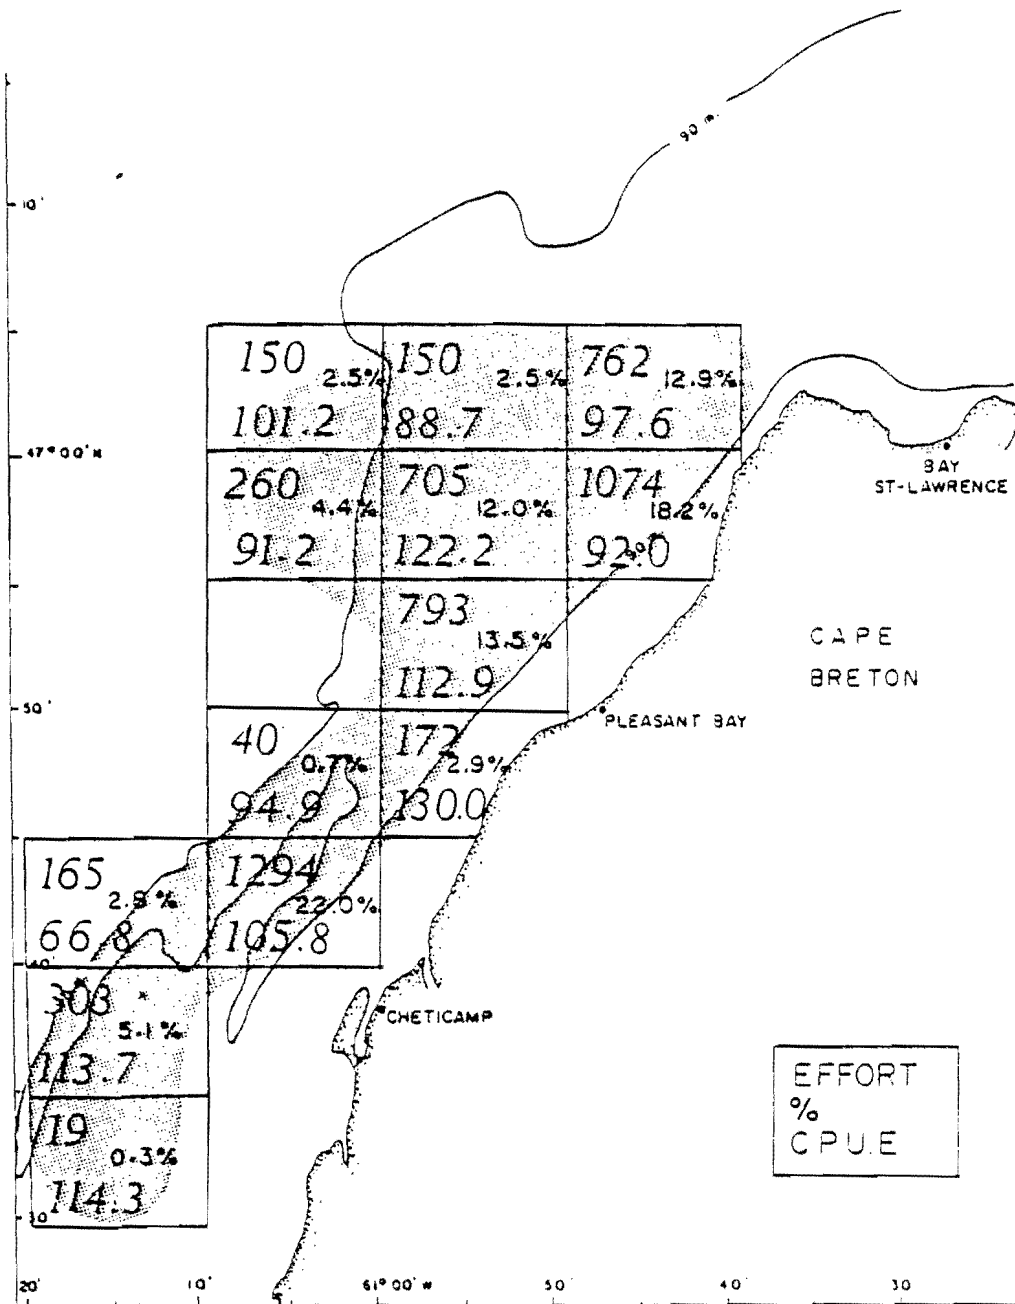 90 m.
10'
150 2.5% 150 2.5% 762 12.9%
101.2 88.7 97.6
47°00'N
BAY
ST-LAWRENCE
260 4.4% 705 12.0% 1074 18.2%
91.2 122.2 92.0
90
793 13.5%
112.9
CAPE
BRETON
50'
PLEASANT BAY
40 0.7% 172 2.9%
94.9 130.0
165 2.8% 1294 22.0%
66.8 105.8
40'
303 5.1%
113.7
CHETICAMP
19 0.3%
114.3
EFFORT
%
C P U.E
30'
20' 10' 61°00'W 50' 40' 30'